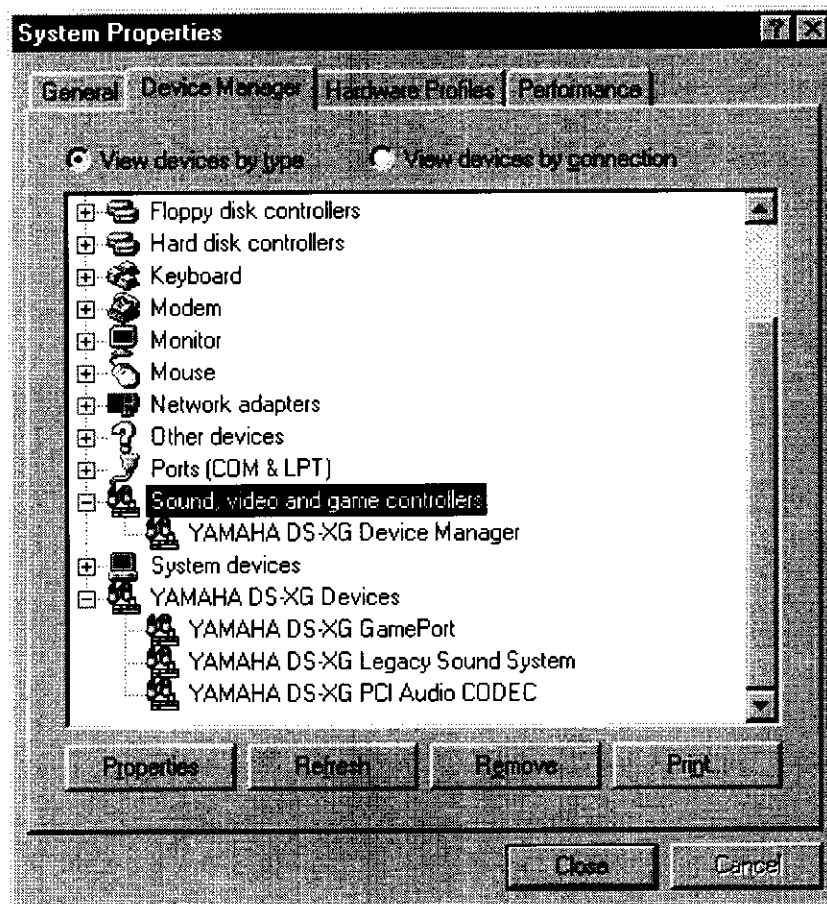 System Properties
General Device Manager Hardware Profiles Performance
View devices by type View devices by connection
Floppy disk controllers
Hard disk controllers
Keyboard
Modem
Monitor
Mouse
Network adapters
Other devices
Ports (COM & LPT)
Sound, video and game controllers
YAMAHA DS-XG Device Manager
System devices
YAMAHA DS-XG Devices
YAMAHA DS-XG GamePort
YAMAHA DS-XG Legacy Sound System
YAMAHA DS-XG PCI Audio CODEC
Properties Refresh Remove Print...
Close Cancel